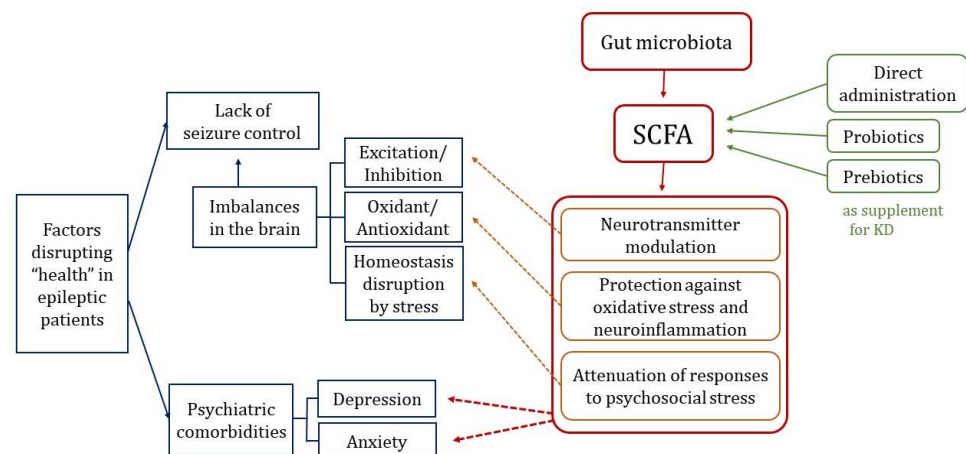 Gut microbiota
Direct
administration
SCFA
Probiotics
Prebiotics
as supplement
for KD
Lack of
seizure control
Excitation/
Inhibition
Imbalances
in the brain
Oxidant/
Antioxidant
Homeostasis
disruption
by stress
Factors
disrupting
“health” in
epileptic
patients
Neurotransmitter
modulation
Protection against
oxidative stress and
neuroinflammation
Attenuation of responses
to psychosocial stress
Psychiatric
comorbidities
Depression
Anxiety